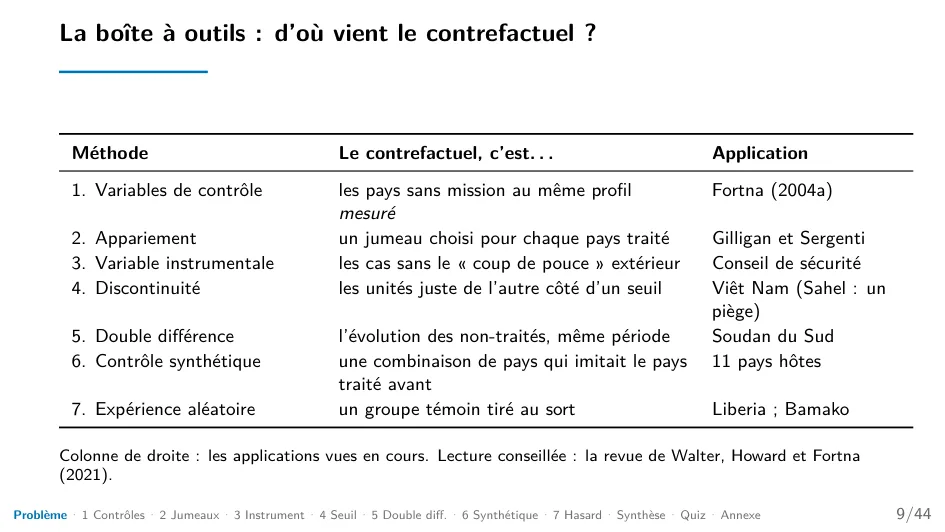 La boîte à outils : d'où vient le contrefactuel ?
Méthode Le contrefactuel, c'est. . . Application
1. Variables de contrôle les pays sans mission au même profil Fortna (2004a)
mesuré
2. Appariement un jumeau choisi pour chaque pays traité Gilligan et Sergenti
3. Variable instrumentale les cas sans le « coup de pouce » extérieur Conseil de sécurité
4. Discontinuité les unités juste de l'autre côté d'un seuil Viêt Nam (Sahel : un
piège)
5. Double différence l'évolution des non-traités, même période Soudan du Sud
6. Contrôle synthétique une combinaison de pays qui imitait le pays 11 pays hôtes
traité avant
7. Expérience aléatoire un groupe témoin tiré au sort Liberia ; Bamako
Colonne de droite : les applications vues en cours. Lecture conseillée : la revue de Walter, Howard et Fortna
(2021).
Problème · 1 Contrôles · 2 Jumeaux · 3 Instrument · 4 Seuil · 5 Double diff. · 6 Synthétique · 7 Hasard · Synthèse · Quiz · Annexe 9/44